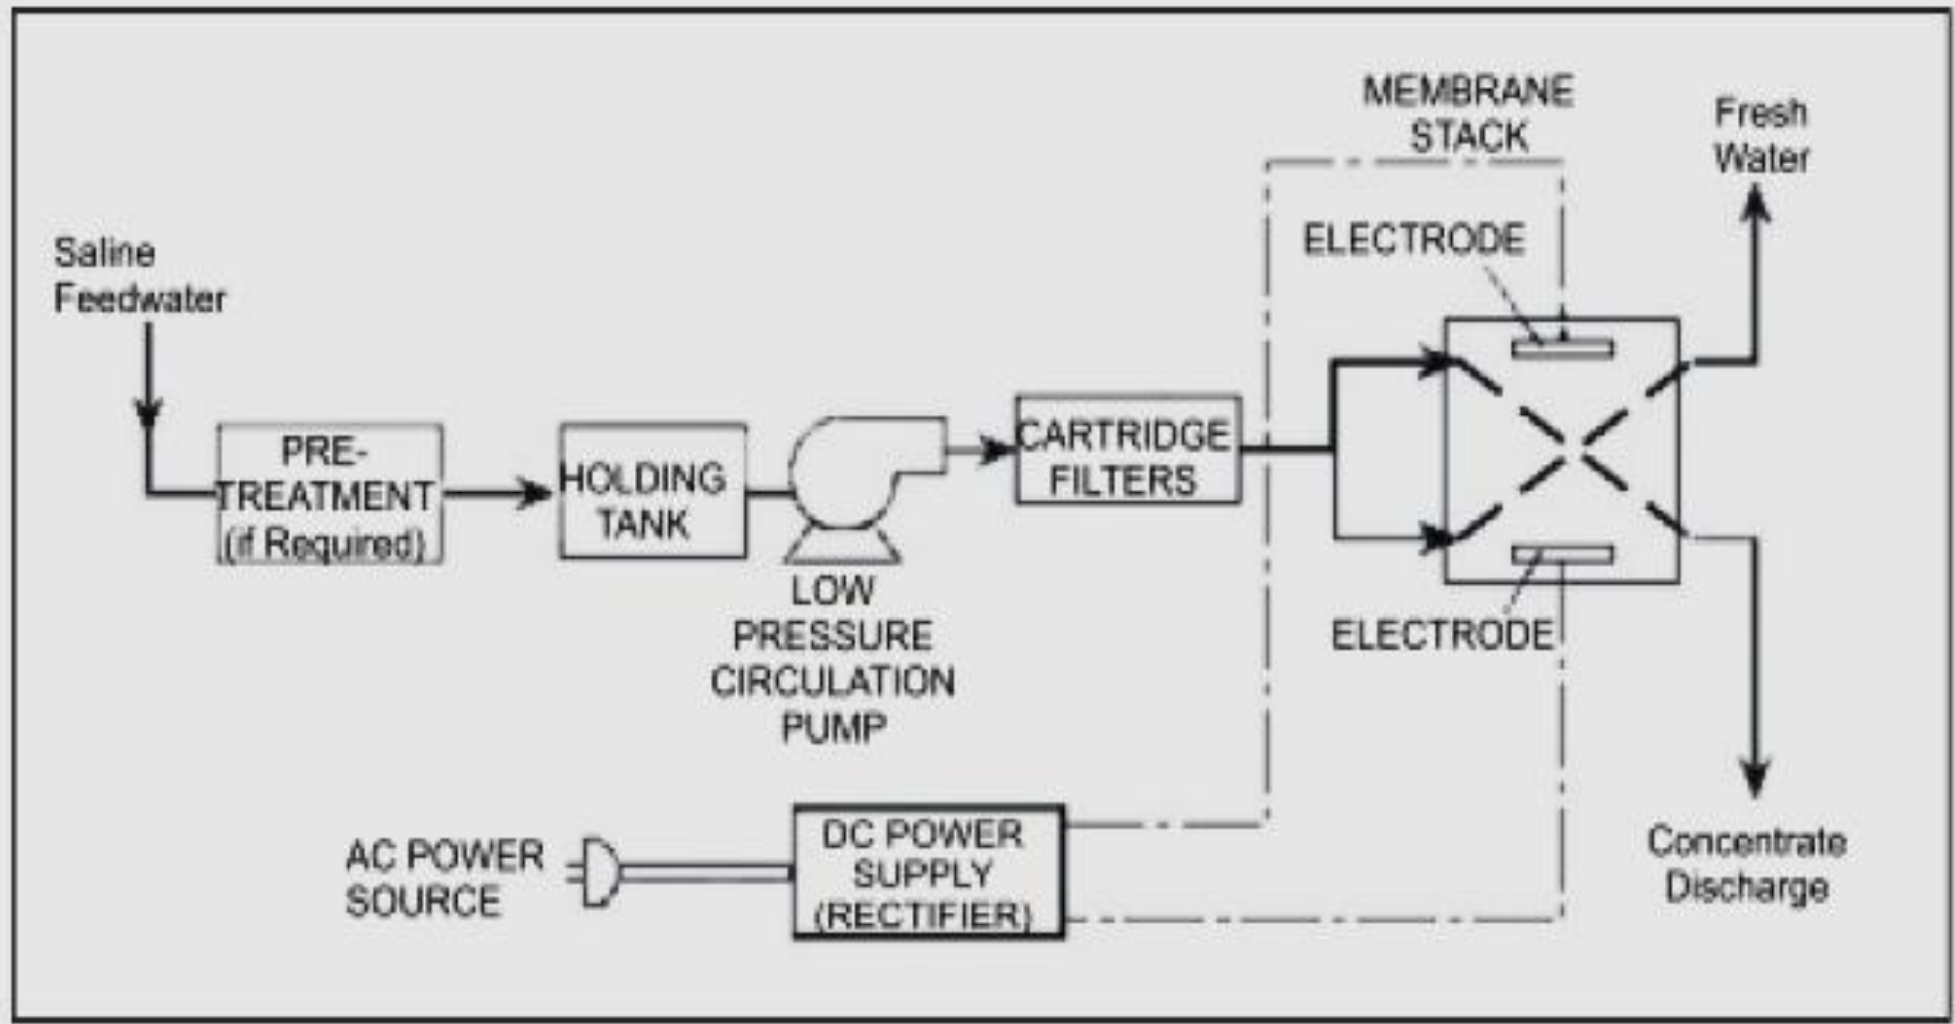 MEMBRANE
STACK
Fresh
Water
Saline
Feedwater
ELECTRODE
PRE-
TREATMENT
(if Required)
HOLDING
TANK
CARTRIDGE
FILTERS
LOW
PRESSURE
CIRCULATION
PUMP
ELECTRODE
AC POWER
SOURCE
DC POWER
SUPPLY
(RECTIFIER)
Concentrate
Discharge